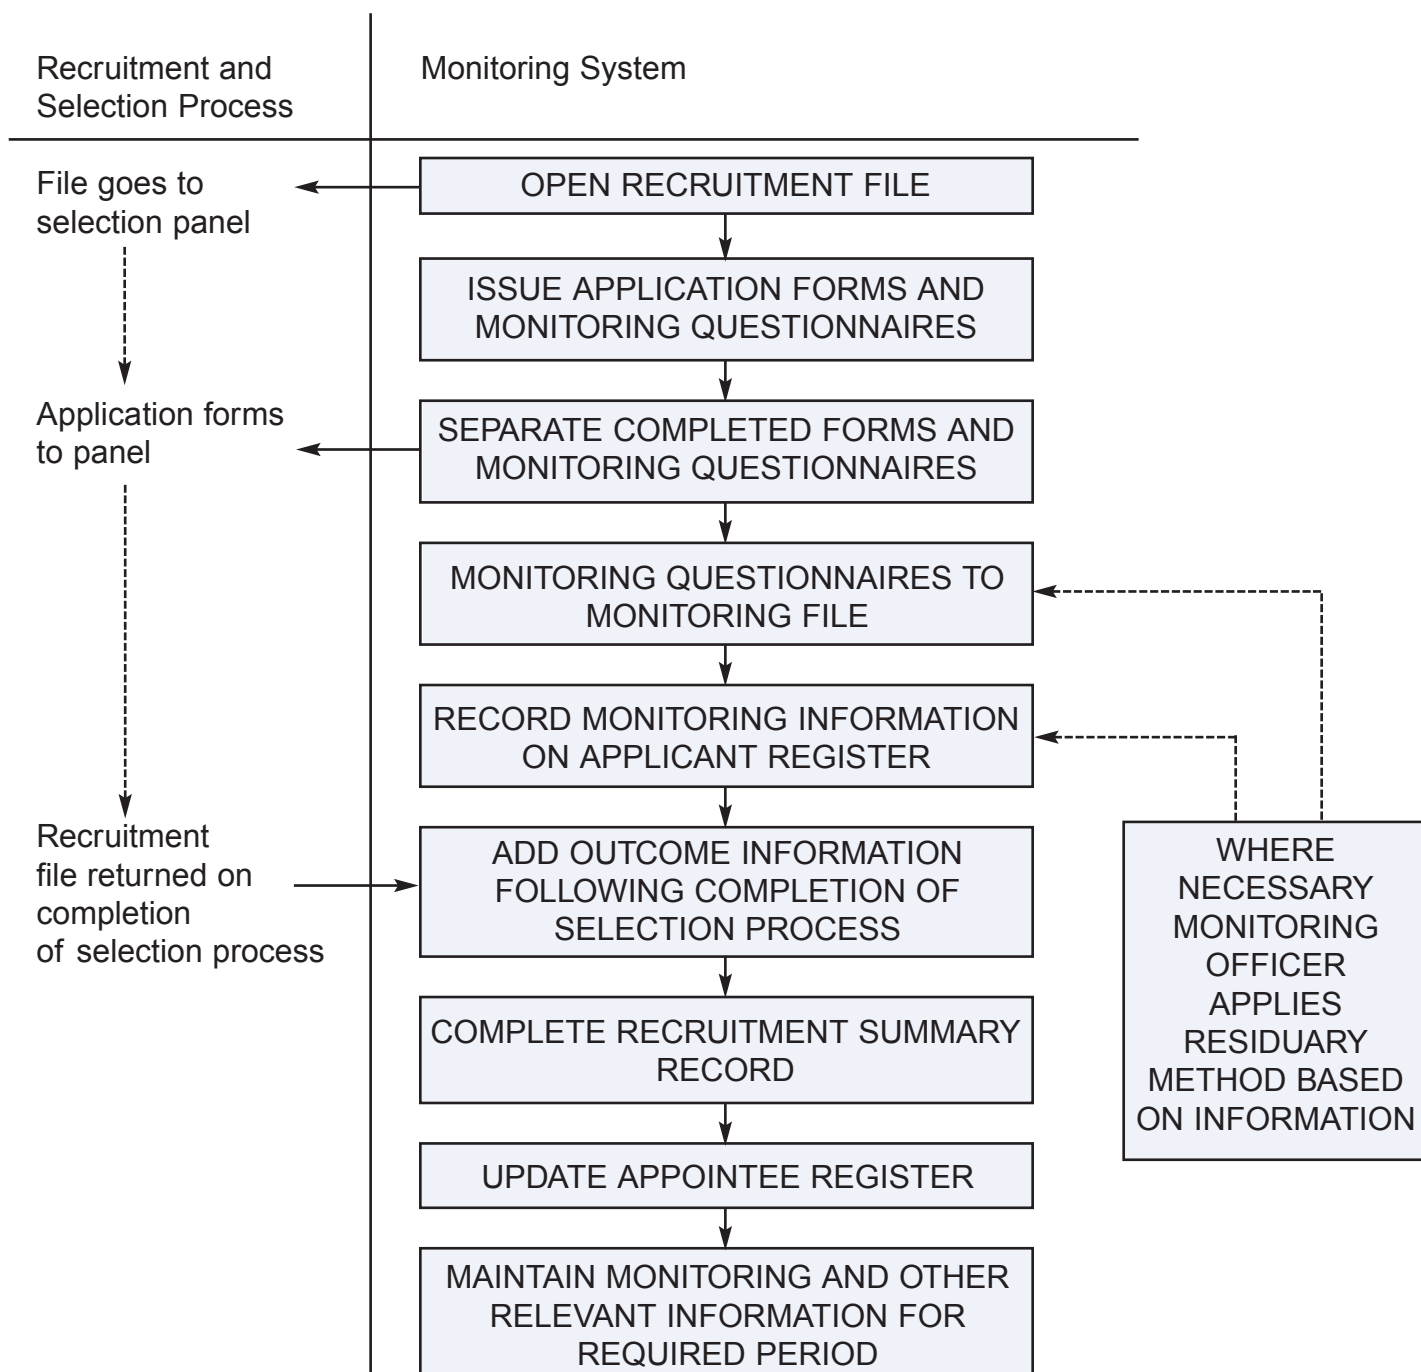 Recruitment and
Selection Process
Monitoring System
File goes to
selection panel
OPEN RECRUITMENT FILE
ISSUE APPLICATION FORMS AND
MONITORING QUESTIONNAIRES
Application forms
to panel
SEPARATE COMPLETED FORMS AND
MONITORING QUESTIONNAIRES
MONITORING QUESTIONNAIRES TO
MONITORING FILE
RECORD MONITORING INFORMATION
ON APPLICANT REGISTER
Recruitment
file returned on
completion
of selection process
ADD OUTCOME INFORMATION
FOLLOWING COMPLETION OF
SELECTION PROCESS
WHERE
NECESSARY
MONITORING
OFFICER
APPLIES
RESIDUARY
METHOD BASED
ON INFORMATION
COMPLETE RECRUITMENT SUMMARY
RECORD
UPDATE APPOINTEE REGISTER
MAINTAIN MONITORING AND OTHER
RELEVANT INFORMATION FOR
REQUIRED PERIOD